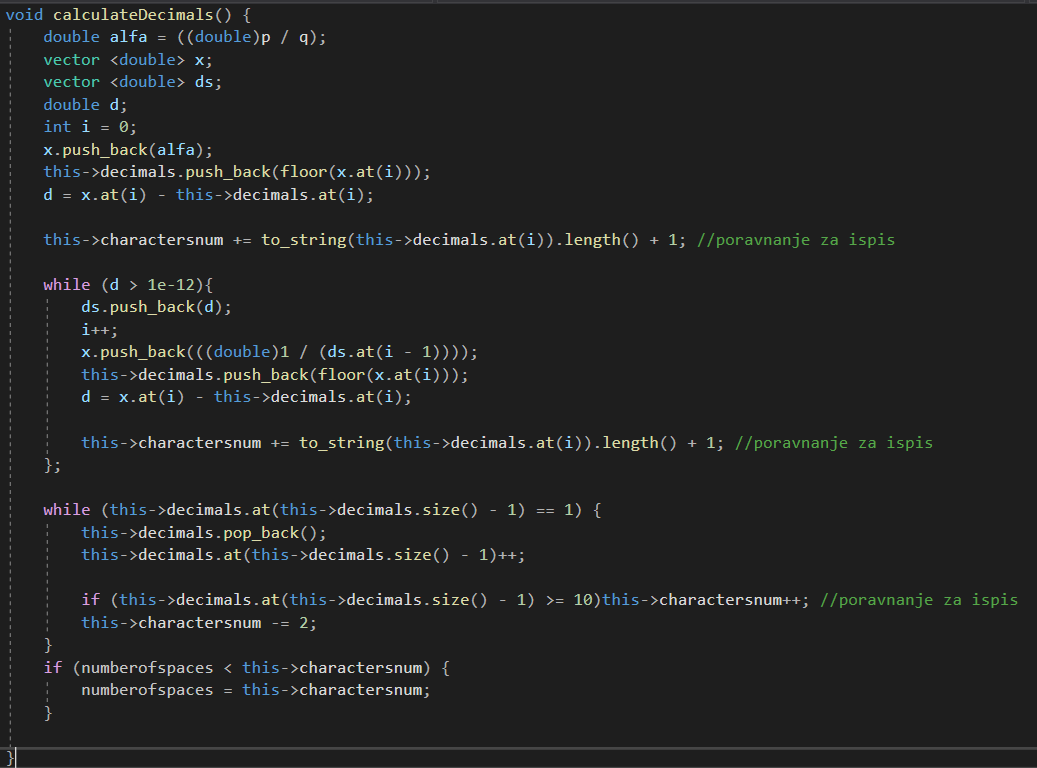 void calculateDecimals() {
    double alfa = ((double)p / q);
    vector <double> x;
    vector <double> ds;
    double d;
    int i = 0;
    x.push_back(alfa);
    this->decimals.push_back(floor(x.at(i)));
    d = x.at(i) - this->decimals.at(i);

    this->charactersnum += to_string(this->decimals.at(i)).length() + 1; //poravnanje za ispis

    while (d > 1e-12){
        ds.push_back(d);
        i++;
        x.push_back(((double)1 / (ds.at(i - 1))));
        this->decimals.push_back(floor(x.at(i)));
        d = x.at(i) - this->decimals.at(i);

        this->charactersnum += to_string(this->decimals.at(i)).length() + 1; //poravnanje za ispis
    };

    while (this->decimals.at(this->decimals.size() - 1) == 1) {
        this->decimals.pop_back();
        this->decimals.at(this->decimals.size() - 1)++;

        if (this->decimals.at(this->decimals.size() - 1) >= 10)this->charactersnum++; //poravnanje za ispis
        this->charactersnum -= 2;
    }
    if (numberofspaces < this->charactersnum) {
        numberofspaces = this->charactersnum;
    }

}